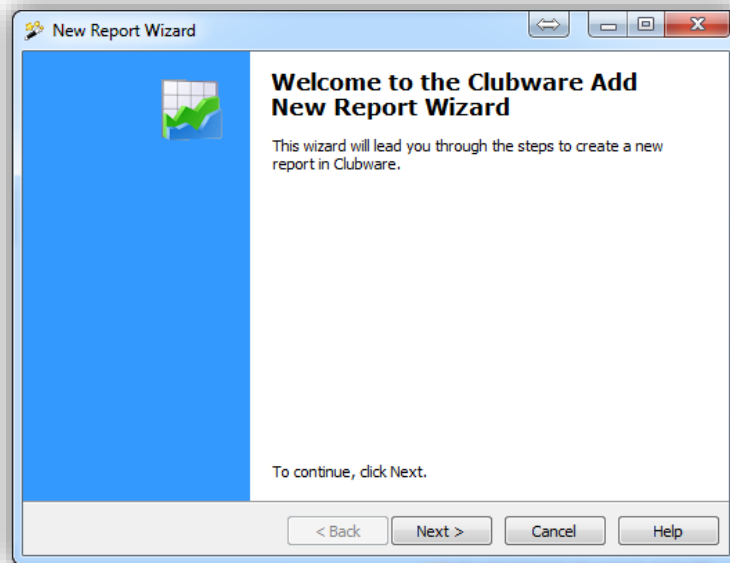 New Report Wizard
Welcome to the Clubware Add
New Report Wizard
This wizard will lead you through the steps to create a new
report in Clubware.
To continue, click Next.
< Back
Next >
Cancel
Help